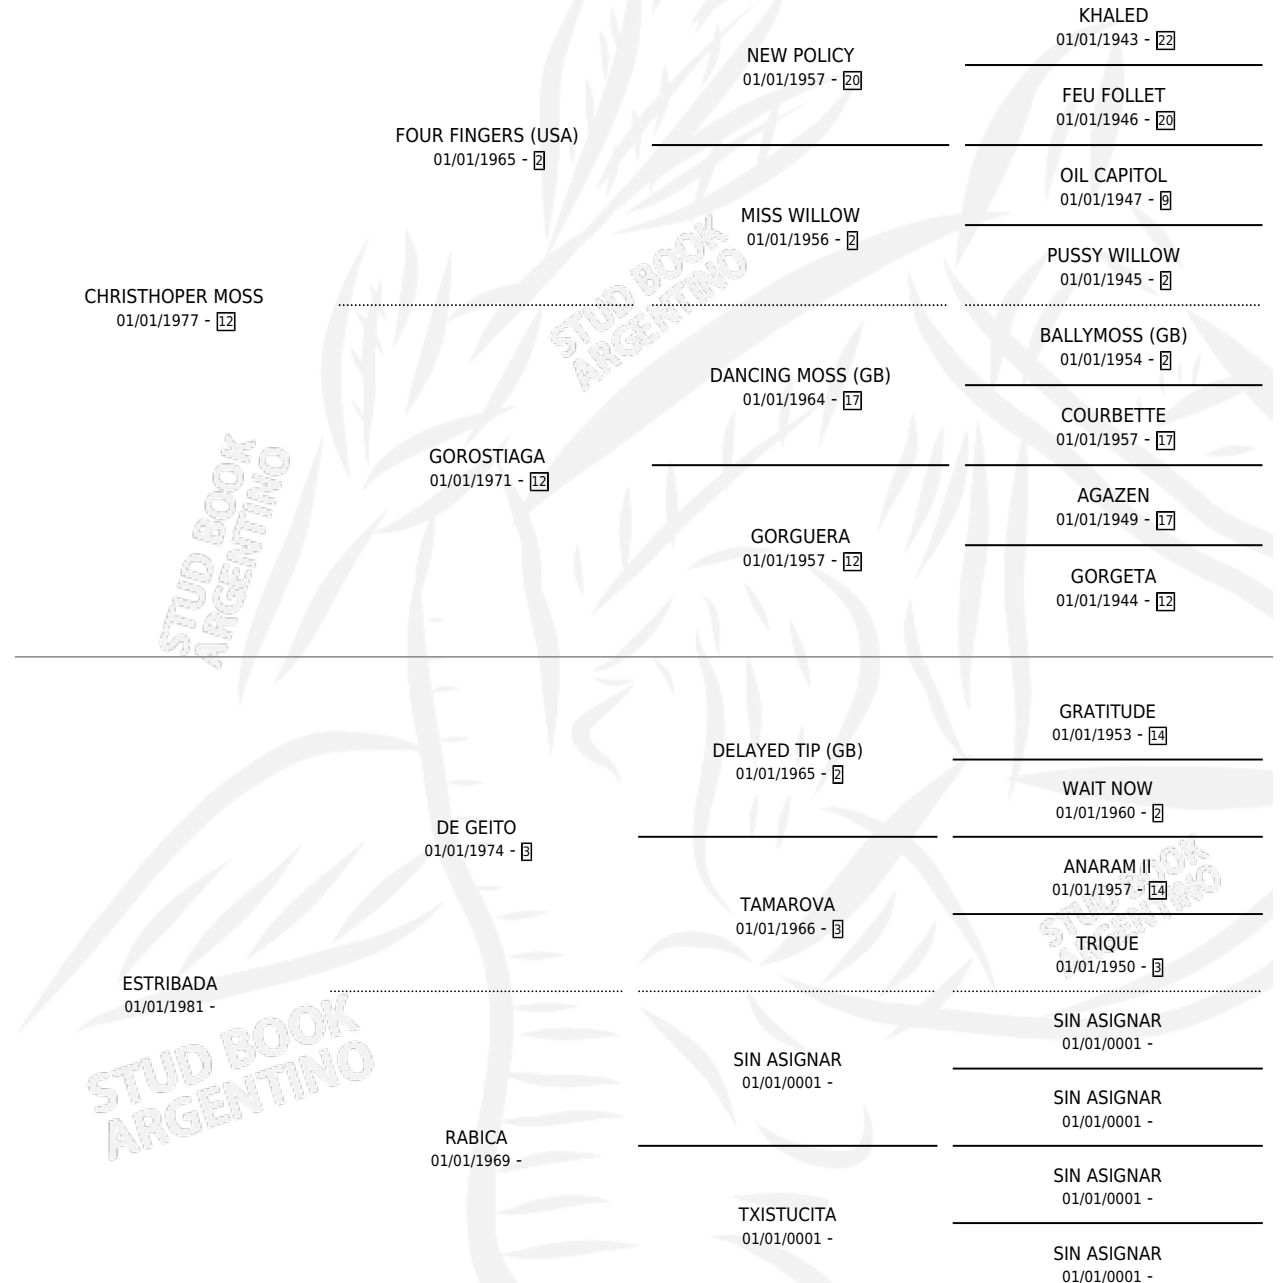 KHALED
01/01/1943 - 22
NEW POLICY
01/01/1957 - 20
FEU FOLLET
01/01/1946 - 20
FOUR FINGERS (USA)
01/01/1965 - 2
OIL CAPITOL
01/01/1947 - 9
MISS WILLOW
01/01/1956 - 2
PUSSY WILLOW
01/01/1945 - 2
CHRISTHOPER MOSS
01/01/1977 - 12
STUD BOOK
ARGENTINO
BALLYMOSS (GB)
01/01/1954 - 2
DANCING MOSS (GB)
01/01/1964 - 17
COURBETTE
01/01/1957 - 17
GOROSTIAGA
01/01/1971 - 12
AGAZEN
01/01/1949 - 17
GORGUERA
01/01/1957 - 12
GORGETA
01/01/1944 - 12
STUD BOOK
ARGENTINO
GRATITUDE
01/01/1953 - 14
DELAYED TIP (GB)
01/01/1965 - 2
WAIT NOW
01/01/1960 - 2
DE GEITO
01/01/1974 - 3
ANARAM II
01/01/1957 - 14
TAMAROVA
01/01/1966 - 3
TRIQUE
01/01/1950 - 3
STUD BOOK
ARGENTINO
ESTRIBADA
01/01/1981 -
SIN ASIGNAR
01/01/0001 -
SIN ASIGNAR
01/01/0001 -
SIN ASIGNAR
01/01/0001 -
STUD BOOK
ARGENTINO
RABICA
01/01/1969 -
SIN ASIGNAR
01/01/0001 -
TXISTUCITA
01/01/0001 -
SIN ASIGNAR
01/01/0001 -